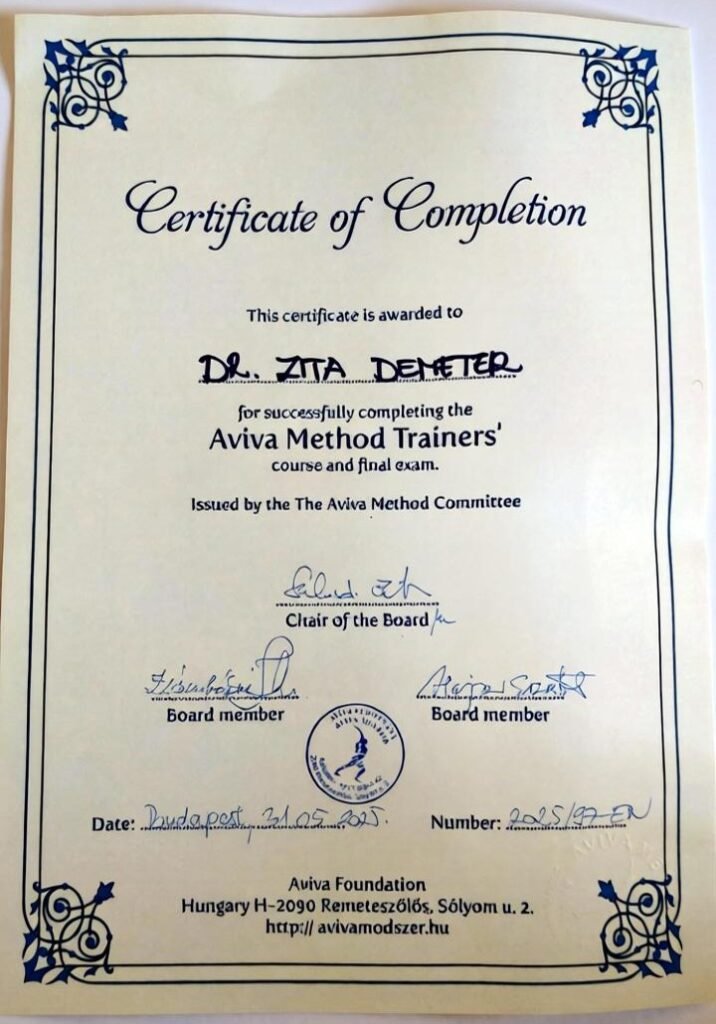 Certificate of Completion
This certificate is awarded to
DR. ZITA DEMETER
for successfully completing the
Aviva Method Trainers'
course and final exam.
Issued by the The Aviva Method Committee
Chair of the Board
Board member
Board member
Date: Budapest, 31.05.2025.
Number: 2025/97-EN
Aviva Foundation
Hungary H-2090 Remeteszőlős, Sólyom u. 2.
http:// avivamodszer.hu